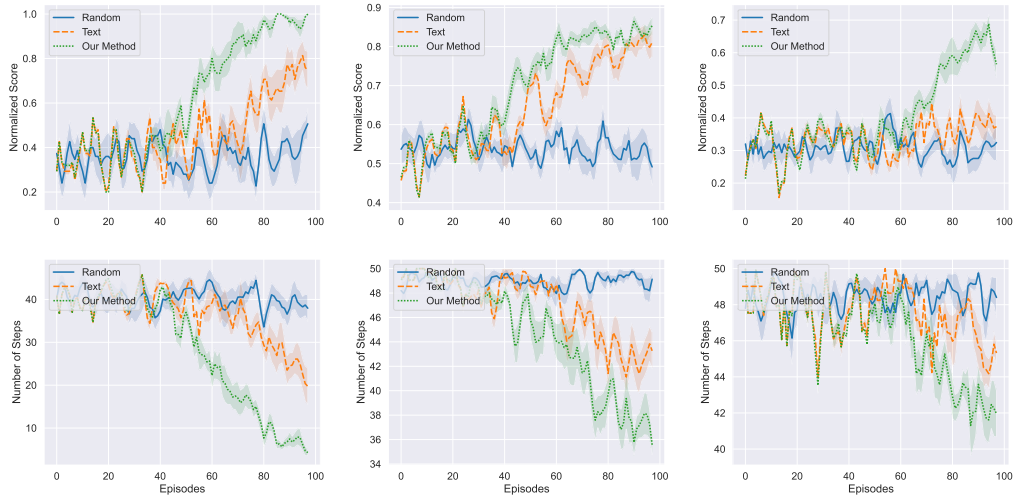 Normalized Score
1.0
0.8
0.6
0.4
0.2
0 20 40 60 80 100
Random
Text
Our Method
Normalized Score
0.9
0.8
0.7
0.6
0.5
0.4
0 20 40 60 80 100
Random
Text
Our Method
Normalized Score
0.7
0.6
0.5
0.4
0.3
0.2
0 20 40 60 80 100
Random
Text
Our Method
Number of Steps
40
30
20
10
0 20 40 60 80 100
Episodes
Random
Text
Our Method
Number of Steps
50
48
46
44
42
40
38
36
34
0 20 40 60 80 100
Episodes
Random
Text
Our Method
Number of Steps
50
48
46
44
42
40
0 20 40 60 80 100
Episodes
Random
Text
Our Method